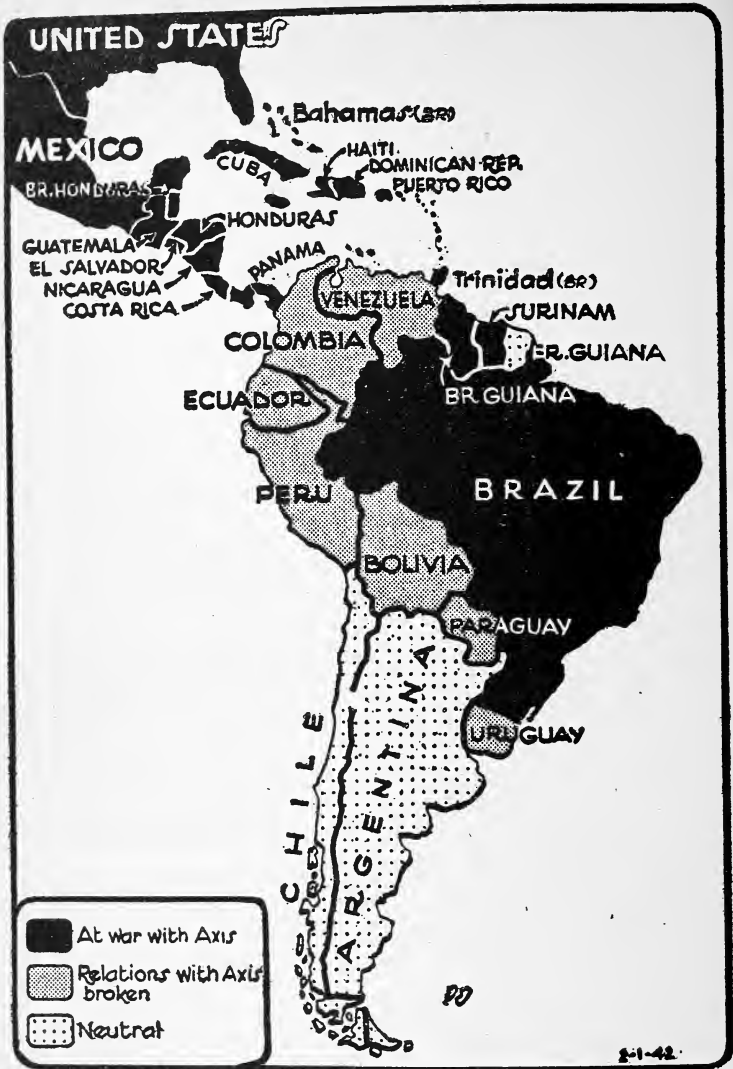 UNITED STATES
Bahamas (BR)
MEXICO
CUBA
HAITI
DOMINICAN REP.
PUERTO RICO
BR. HONDURAS
HONDURAS
GUATEMALA
EL SALVADOR
NICARAGUA
COSTA RICA
PANAMA
Trinidad (BR)
VENEZUELA
SURINAM
COLOMBIA
FR. GUIANA
ECUADOR
BR. GUIANA
BRAZIL
PERU
BOLIVIA
PARAGUAY
CHILE
ARGENTINA
URUGUAY
At war with Axis
Relations with Axis
broken
Neutral